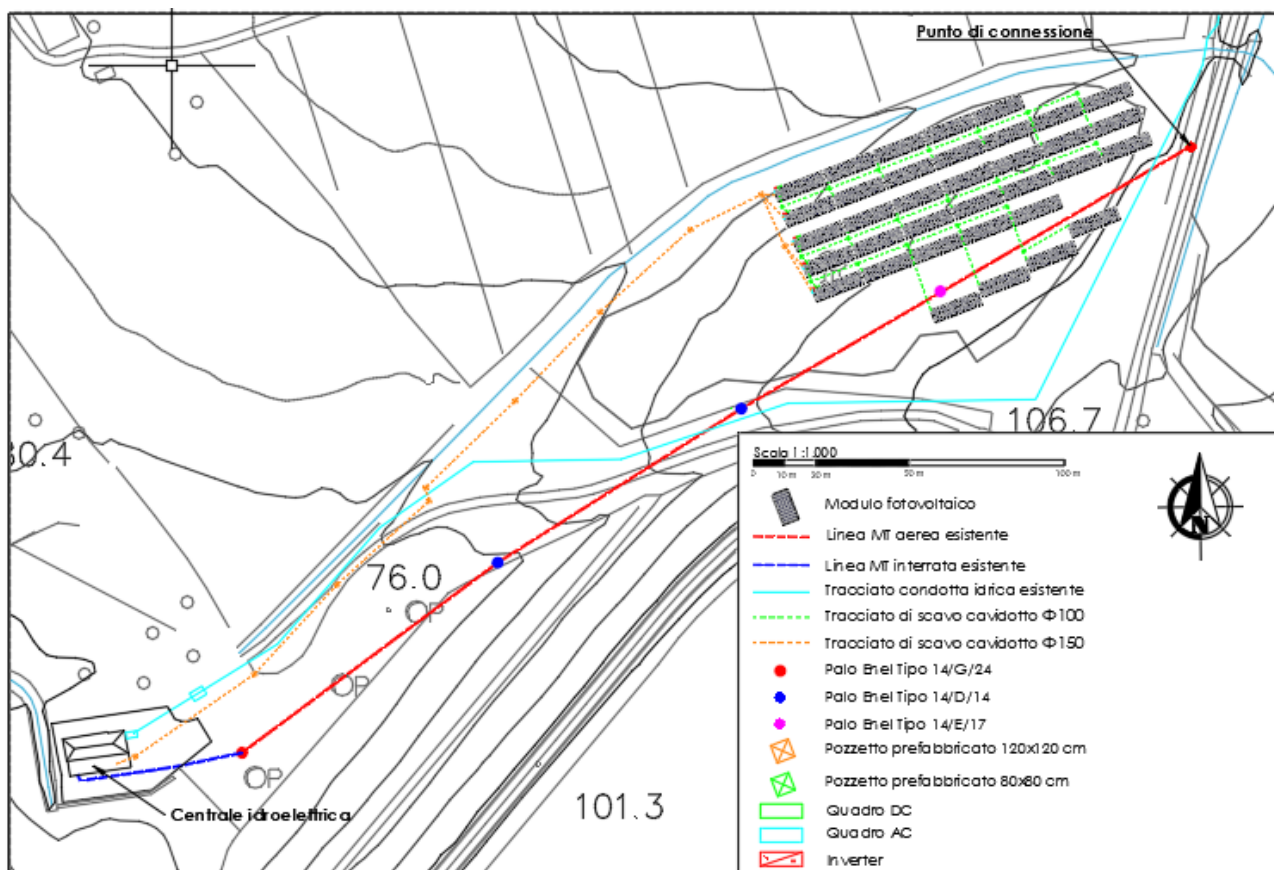 Punto di connessione
106.7
80.4
76.0
OP
OP
OP
101.3
Centrale idroelettrica
Scala 1:1.000
0 10 m 20 m 50 m 100 m
N
Modulo fotovoltaico
Linea MT aerea esistente
Linea MT interrata esistente
Tracciato condotta idrica esistente
Tracciato di scavo cavidotto Φ100
Tracciato di scavo cavidotto Φ150
Palo Enel Tipo 14/G/24
Palo Enel Tipo 14/D/14
Palo Enel Tipo 14/E/17
Pozzetto prefabbricato 120x120 cm
Pozzetto prefabbricato 80x80 cm
Quadro DC
Quadro AC
Inverter